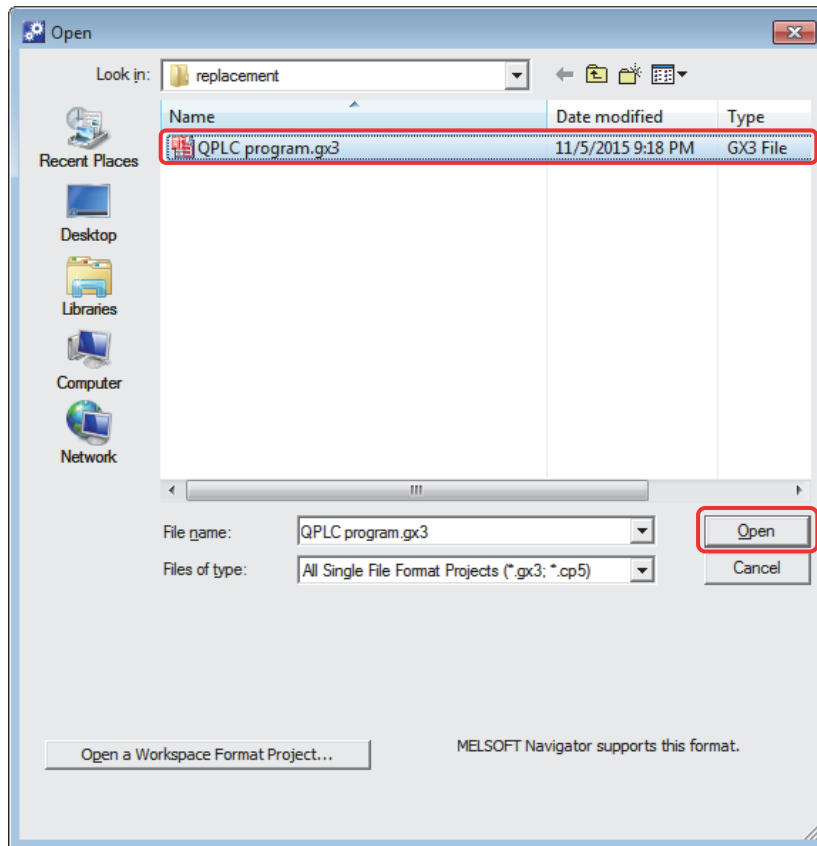 Open
Look in: replacement
Name Date modified Type
QPLC program.gx3 11/5/2015 9:18 PM GX3 File
Recent Places
Desktop
Libraries
Computer
Network
File name: QPLC program.gx3 Open
Files of type: All Single File Format Projects (*.gx3; *.cp5) Cancel
Open a Workspace Format Project... MELSOFT Navigator supports this format.